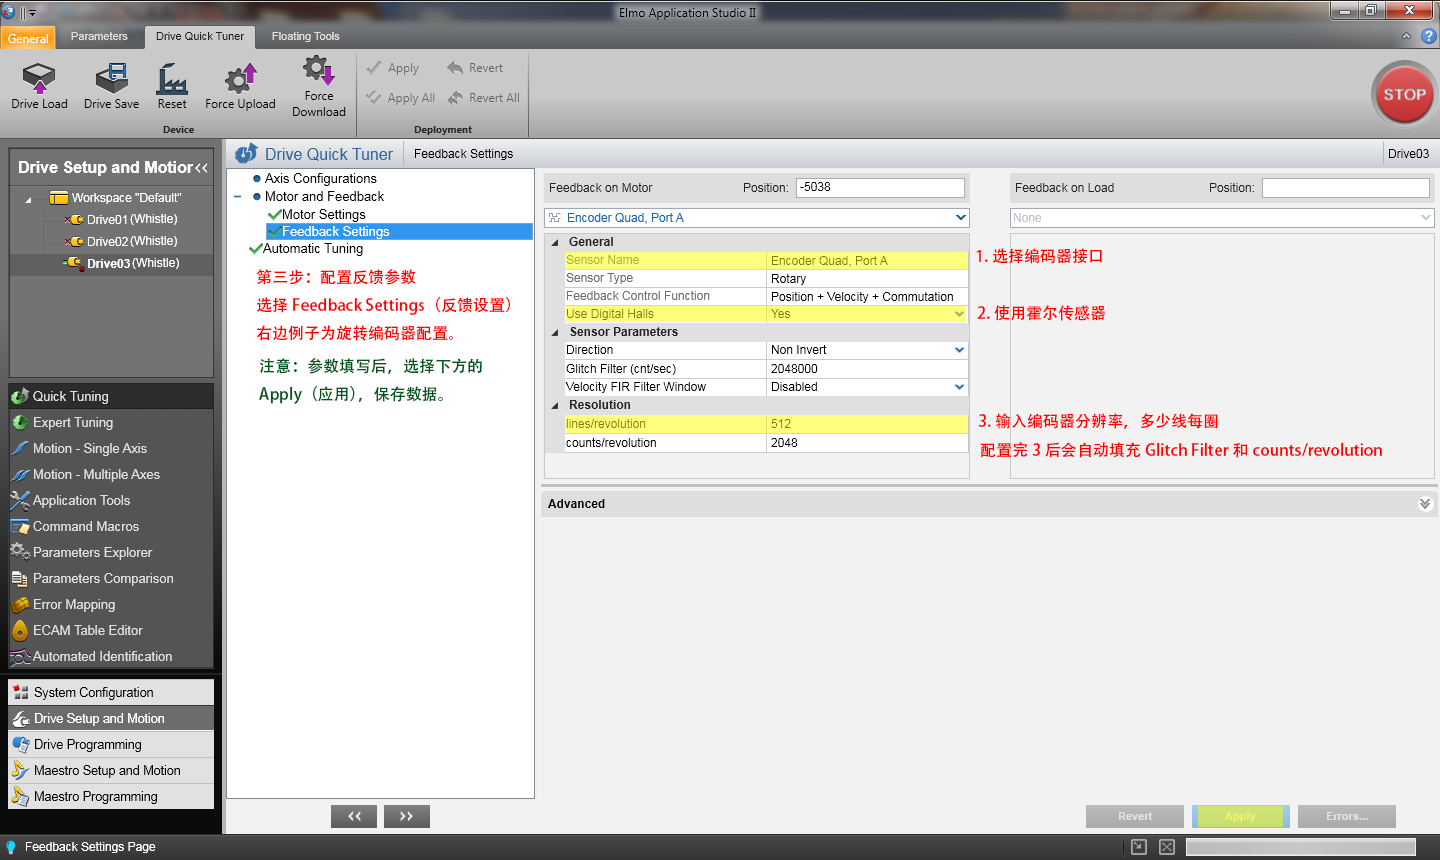 Elmo Application Studio II
General
Parameters
Drive Quick Tuner
Floating Tools
Drive Load
Drive Save
Reset
Force Upload
Force
Download
Device
Apply
Revert
Apply All
Revert All
Deployment
STOP
Drive Setup and Motior<<
Workspace "Default"
Drive01 (Whistle)
Drive02 (Whistle)
Drive03 (Whistle)
Quick Tuning
Expert Tuning
Motion - Single Axis
Motion - Multiple Axes
Application Tools
Command Macros
Parameters Explorer
Parameters Comparison
Error Mapping
ECAM Table Editor
Automated Identification
System Configuration
Drive Setup and Motion
Drive Programming
Maestro Setup and Motion
Maestro Programming
Drive Quick Tuner
Feedback Settings
Drive03
Axis Configurations
Motor and Feedback
Motor Settings
Feedback Settings
Automatic Tuning
第三步：配置反馈参数
选择 Feedback Settings（反馈设置）
右边例子为旋转编码器配置。
注意：参数填写后，选择下方的
Apply（应用），保存数据。
<<
>>
Feedback on Motor
Position: -5038
Encoder Quad, Port A
General
Sensor Name Encoder Quad, Port A
Sensor Type Rotary
Feedback Control Function Position + Velocity + Commutation
Use Digital Halls Yes
Sensor Parameters
Direction Non Invert
Glitch Filter (cnt/sec) 2048000
Velocity FIR Filter Window Disabled
Resolution
lines/revolution 512
counts/revolution 2048
Feedback on Load
Position:
None
1. 选择编码器接口
2. 使用霍尔传感器
3. 输入编码器分辨率，多少线每圈
配置完 3 后会自动填充 Glitch Filter 和 counts/revolution
Advanced
Revert
Apply
Errors...
Feedback Settings Page